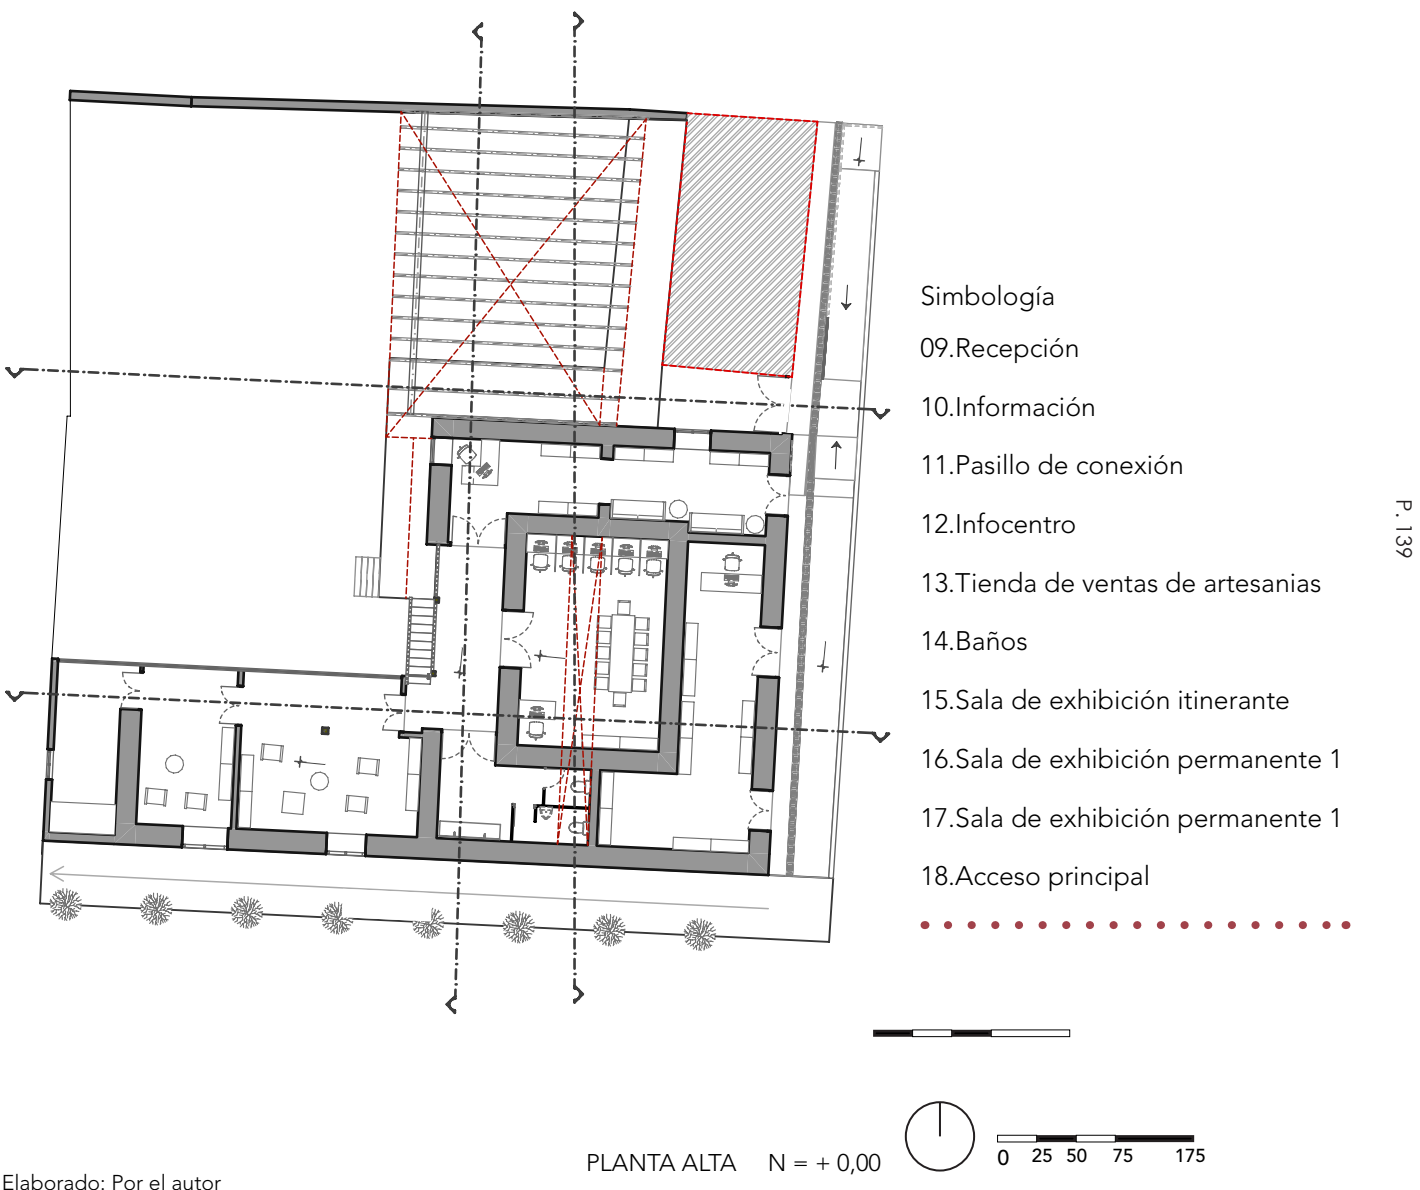 Simbología
09.Recepción
10.Información
11.Pasillo de conexión
12.Infocentro
13.Tienda de ventas de artesanias
14.Baños
15.Sala de exhibición itinerante
16.Sala de exhibición permanente 1
17.Sala de exhibición permanente 1
18.Acceso principal
P. 139
PLANTA ALTA N = + 0,00
0 25 50 75 175
Elaborado: Por el autor